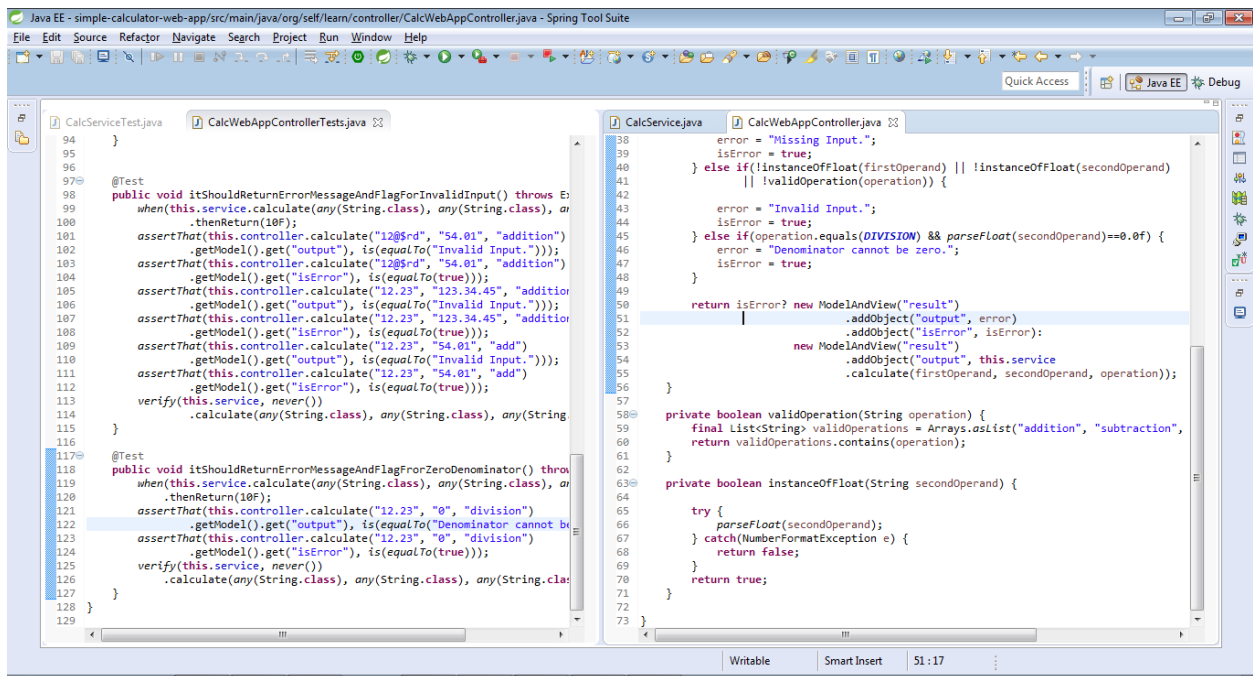 Java EE - simple-calculator-web-app/src/main/java/org/self/learn/controller/CalcWebAppController.java - Spring Tool Suite
File Edit Source Refactor Navigate Search Project Run Window Help
Quick Access Java EE Debug
CalcServiceTest.java CalcWebAppControllerTests.java
94 }
95
96
97 @Test
98 public void itShouldReturnErrorMessageAndFlagForInvalidInput() throws E
99 when(this.service.calculate(any(String.class), any(String.class), a
100 .thenReturn(10F);
101 assertThat(this.controller.calculate("12@$rd", "54.01", "addition")
102 .getModel().get("output"), is(equalTo("Invalid Input.")));
103 assertThat(this.controller.calculate("12@$rd", "54.01", "addition")
104 .getModel().get("isError"), is(equalTo(true)));
105 assertThat(this.controller.calculate("12.23", "123.34.45", "addition
106 .getModel().get("output"), is(equalTo("Invalid Input.")));
107 assertThat(this.controller.calculate("12.23", "123.34.45", "addition
108 .getModel().get("isError"), is(equalTo(true)));
109 assertThat(this.controller.calculate("12.23", "54.01", "add")
110 .getModel().get("output"), is(equalTo("Invalid Input.")));
111 assertThat(this.controller.calculate("12.23", "54.01", "add")
112 .getModel().get("isError"), is(equalTo(true)));
113 verify(this.service, never())
114 .calculate(any(String.class), any(String.class), any(String.
115 }
116
117 @Test
118 public void itShouldReturnErrorMessageAndFlagFrorZeroDenominator() throw
119 when(this.service.calculate(any(String.class), any(String.class), a
120 .thenReturn(10F);
121 assertThat(this.controller.calculate("12.23", "0", "division")
122 .getModel().get("output"), is(equalTo("Denominator cannot be
123 assertThat(this.controller.calculate("12.23", "0", "division")
124 .getModel().get("isError"), is(equalTo(true)));
125 verify(this.service, never())
126 .calculate(any(String.class), any(String.class), any(String.clas
127 }
128 }
129
CalcService.java CalcWebAppController.java
38 error = "Missing Input.";
39 isError = true;
40 } else if(!instanceOfFloat(firstOperand) || !instanceOfFloat(secondOperand)
41 || !validOperation(operation)) {
42
43 error = "Invalid Input.";
44 isError = true;
45 } else if(operation.equals(DIVISION) && parseFloat(secondOperand)==0.0f) {
46 error = "Denominator cannot be zero.";
47 isError = true;
48 }
49
50 return isError? new ModelAndView("result")
51 .addObject("output", error)
52 .addObject("isError", isError):
53 new ModelAndView("result")
54 .addObject("output", this.service
55 .calculate(firstOperand, secondOperand, operation));
56 }
57
58 private boolean validOperation(String operation) {
59 final List<String> validOperations = Arrays.asList("addition", "subtraction",
60 return validOperations.contains(operation);
61 }
62
63 private boolean instanceOfFloat(String secondOperand) {
64
65 try {
66 parseFloat(secondOperand);
67 } catch(NumberFormatException e) {
68 return false;
69 }
70 return true;
71 }
72
73 }
Writable Smart Insert 51 : 17